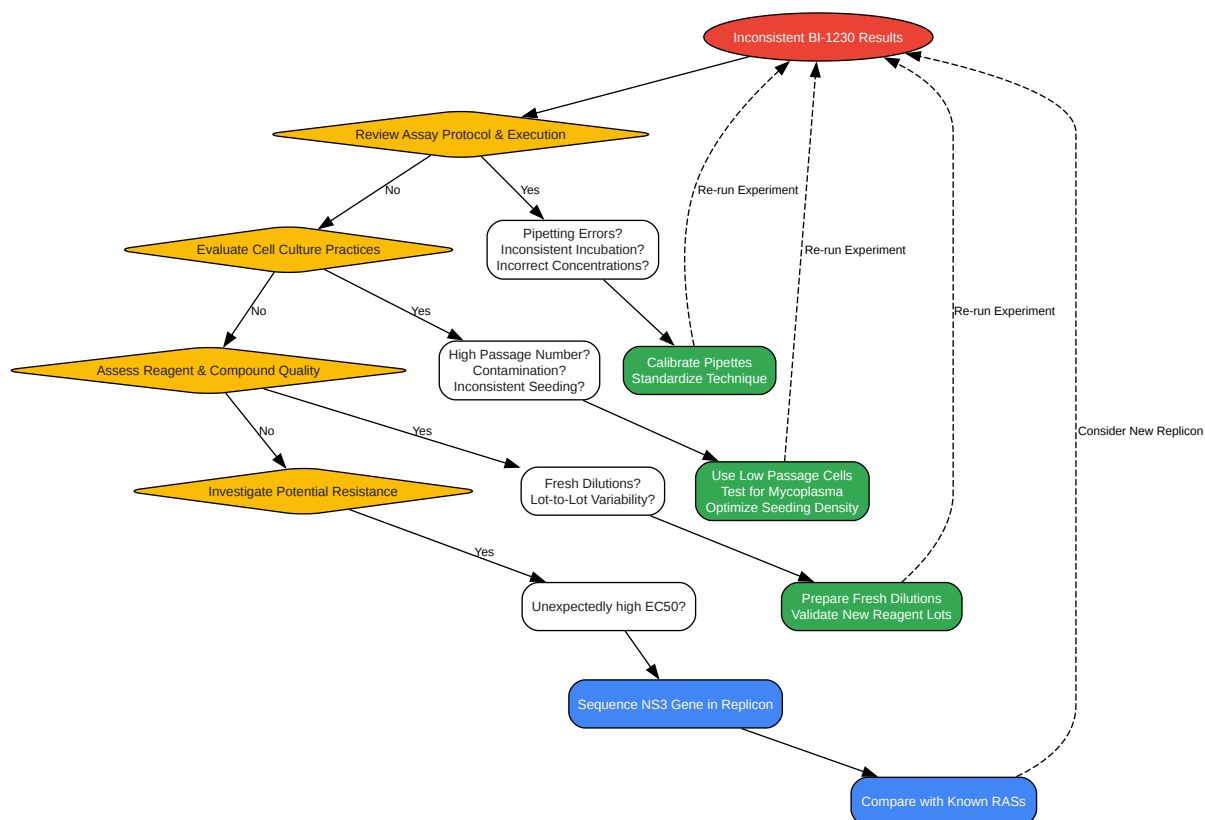 Inconsistent BI-1230 Results
Review Assay Protocol & Execution
No
Yes
Re-run Experiment
Pipetting Errors?
Inconsistent Incubation?
Incorrect Concentrations?
Evaluate Cell Culture Practices
Re-run Experiment
No
Yes
Re-run Experiment
High Passage Number?
Contamination?
Inconsistent Seeding?
Calibrate Pipettes
Standardize Technique
Assess Reagent & Compound Quality
No
Yes
Consider New Replicon
Fresh Dilutions?
Lot-to-Lot Variability?
Use Low Passage Cells
Test for Mycoplasma
Optimize Seeding Density
Investigate Potential Resistance
Yes
Unexpectedly high EC50?
Prepare Fresh Dilutions
Validate New Reagent Lots
Sequence NS3 Gene in Replicon
Compare with Known RASs